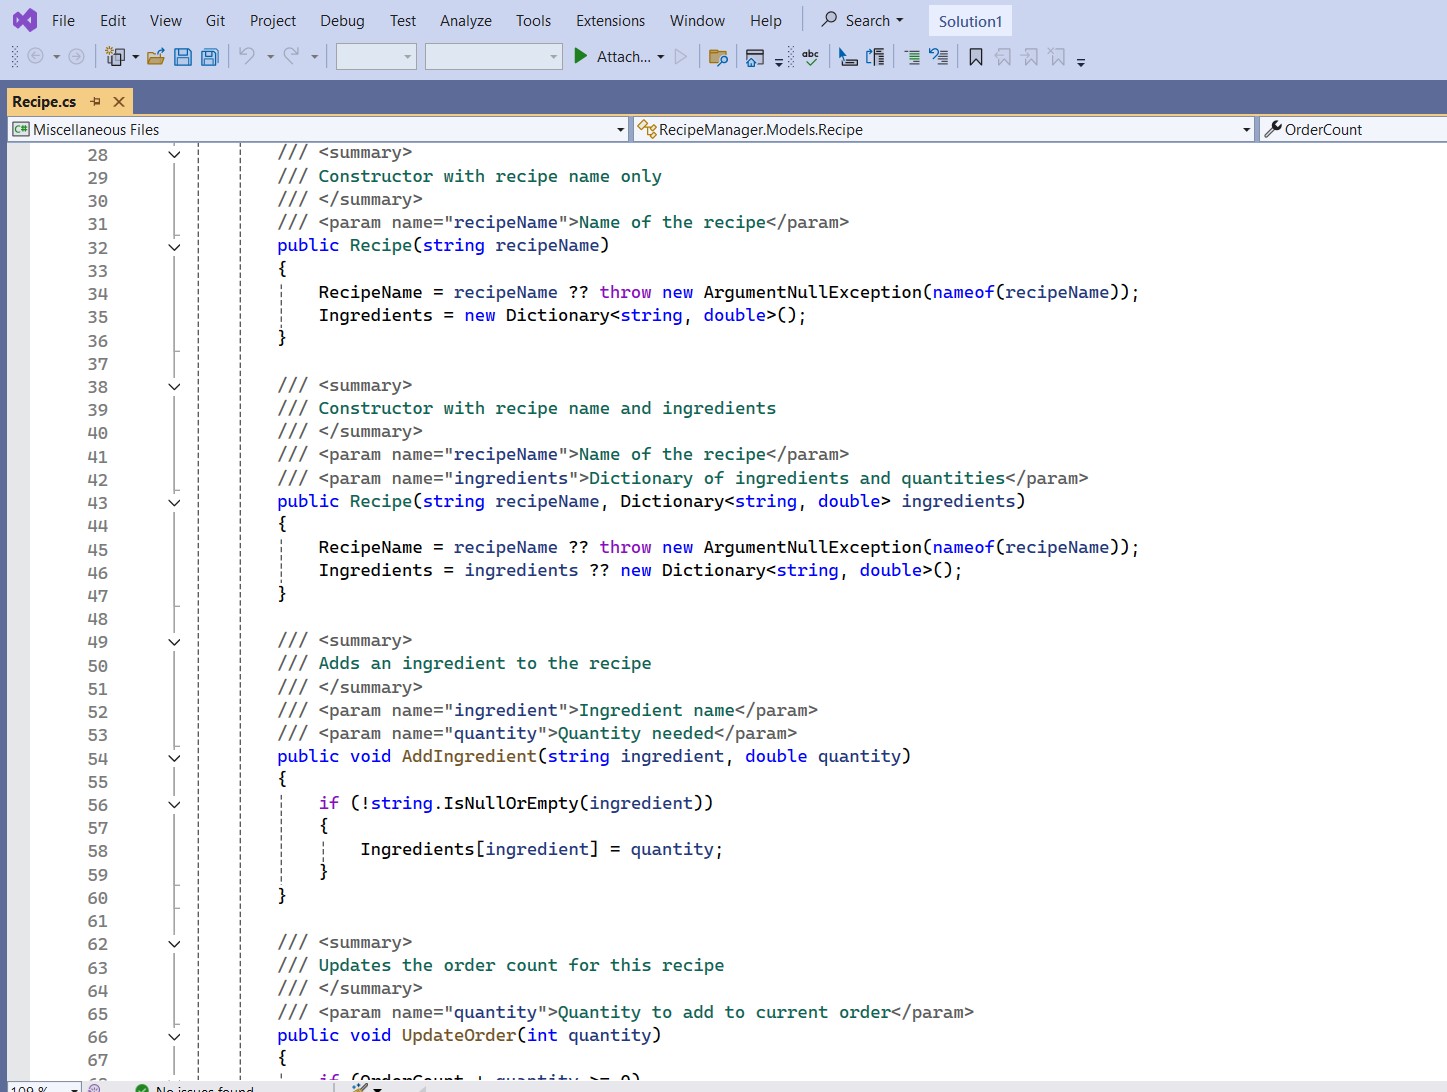 File Edit View Git Project Debug Test Analyze Tools Extensions Window Help Search Solution1
Attach... abc
Recipe.cs
C# Miscellaneous Files RecipeManager.Models.Recipe OrderCount
28 /// <summary>
29 /// Constructor with recipe name only
30 /// </summary>
31 /// <param name="recipeName">Name of the recipe</param>
32 public Recipe(string recipeName)
33 {
34 RecipeName = recipeName ?? throw new ArgumentNullException(nameof(recipeName));
35 Ingredients = new Dictionary<string, double>();
36 }
37
38 /// <summary>
39 /// Constructor with recipe name and ingredients
40 /// </summary>
41 /// <param name="recipeName">Name of the recipe</param>
42 /// <param name="ingredients">Dictionary of ingredients and quantities</param>
43 public Recipe(string recipeName, Dictionary<string, double> ingredients)
44 {
45 RecipeName = recipeName ?? throw new ArgumentNullException(nameof(recipeName));
46 Ingredients = ingredients ?? new Dictionary<string, double>();
47 }
48
49 /// <summary>
50 /// Adds an ingredient to the recipe
51 /// </summary>
52 /// <param name="ingredient">Ingredient name</param>
53 /// <param name="quantity">Quantity needed</param>
54 public void AddIngredient(string ingredient, double quantity)
55 {
56 if (!string.IsNullOrEmpty(ingredient))
57 {
58 Ingredients[ingredient] = quantity;
59 }
60 }
61
62 /// <summary>
63 /// Updates the order count for this recipe
64 /// </summary>
65 /// <param name="quantity">Quantity to add to current order</param>
66 public void UpdateOrder(int quantity)
67 {
68 if (OrderCount + quantity >= 0)
109 % No issues found